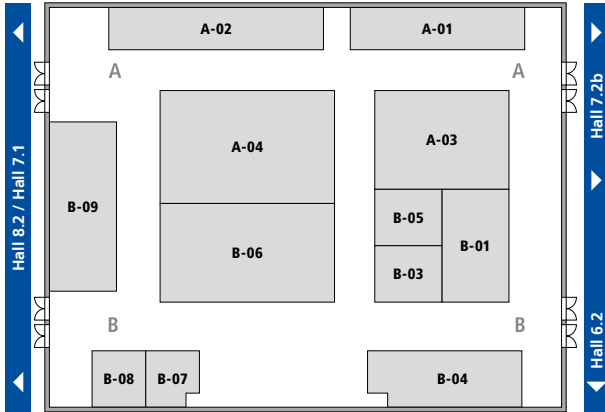 A-02
A-01
A
A
Hall 7.2b
A-04
A-03
Hall 8.2 / Hall 7.1
B-09
B-05
B-01
B-06
B-03
B
B
Hall 6.2
B-08
B-07
B-04